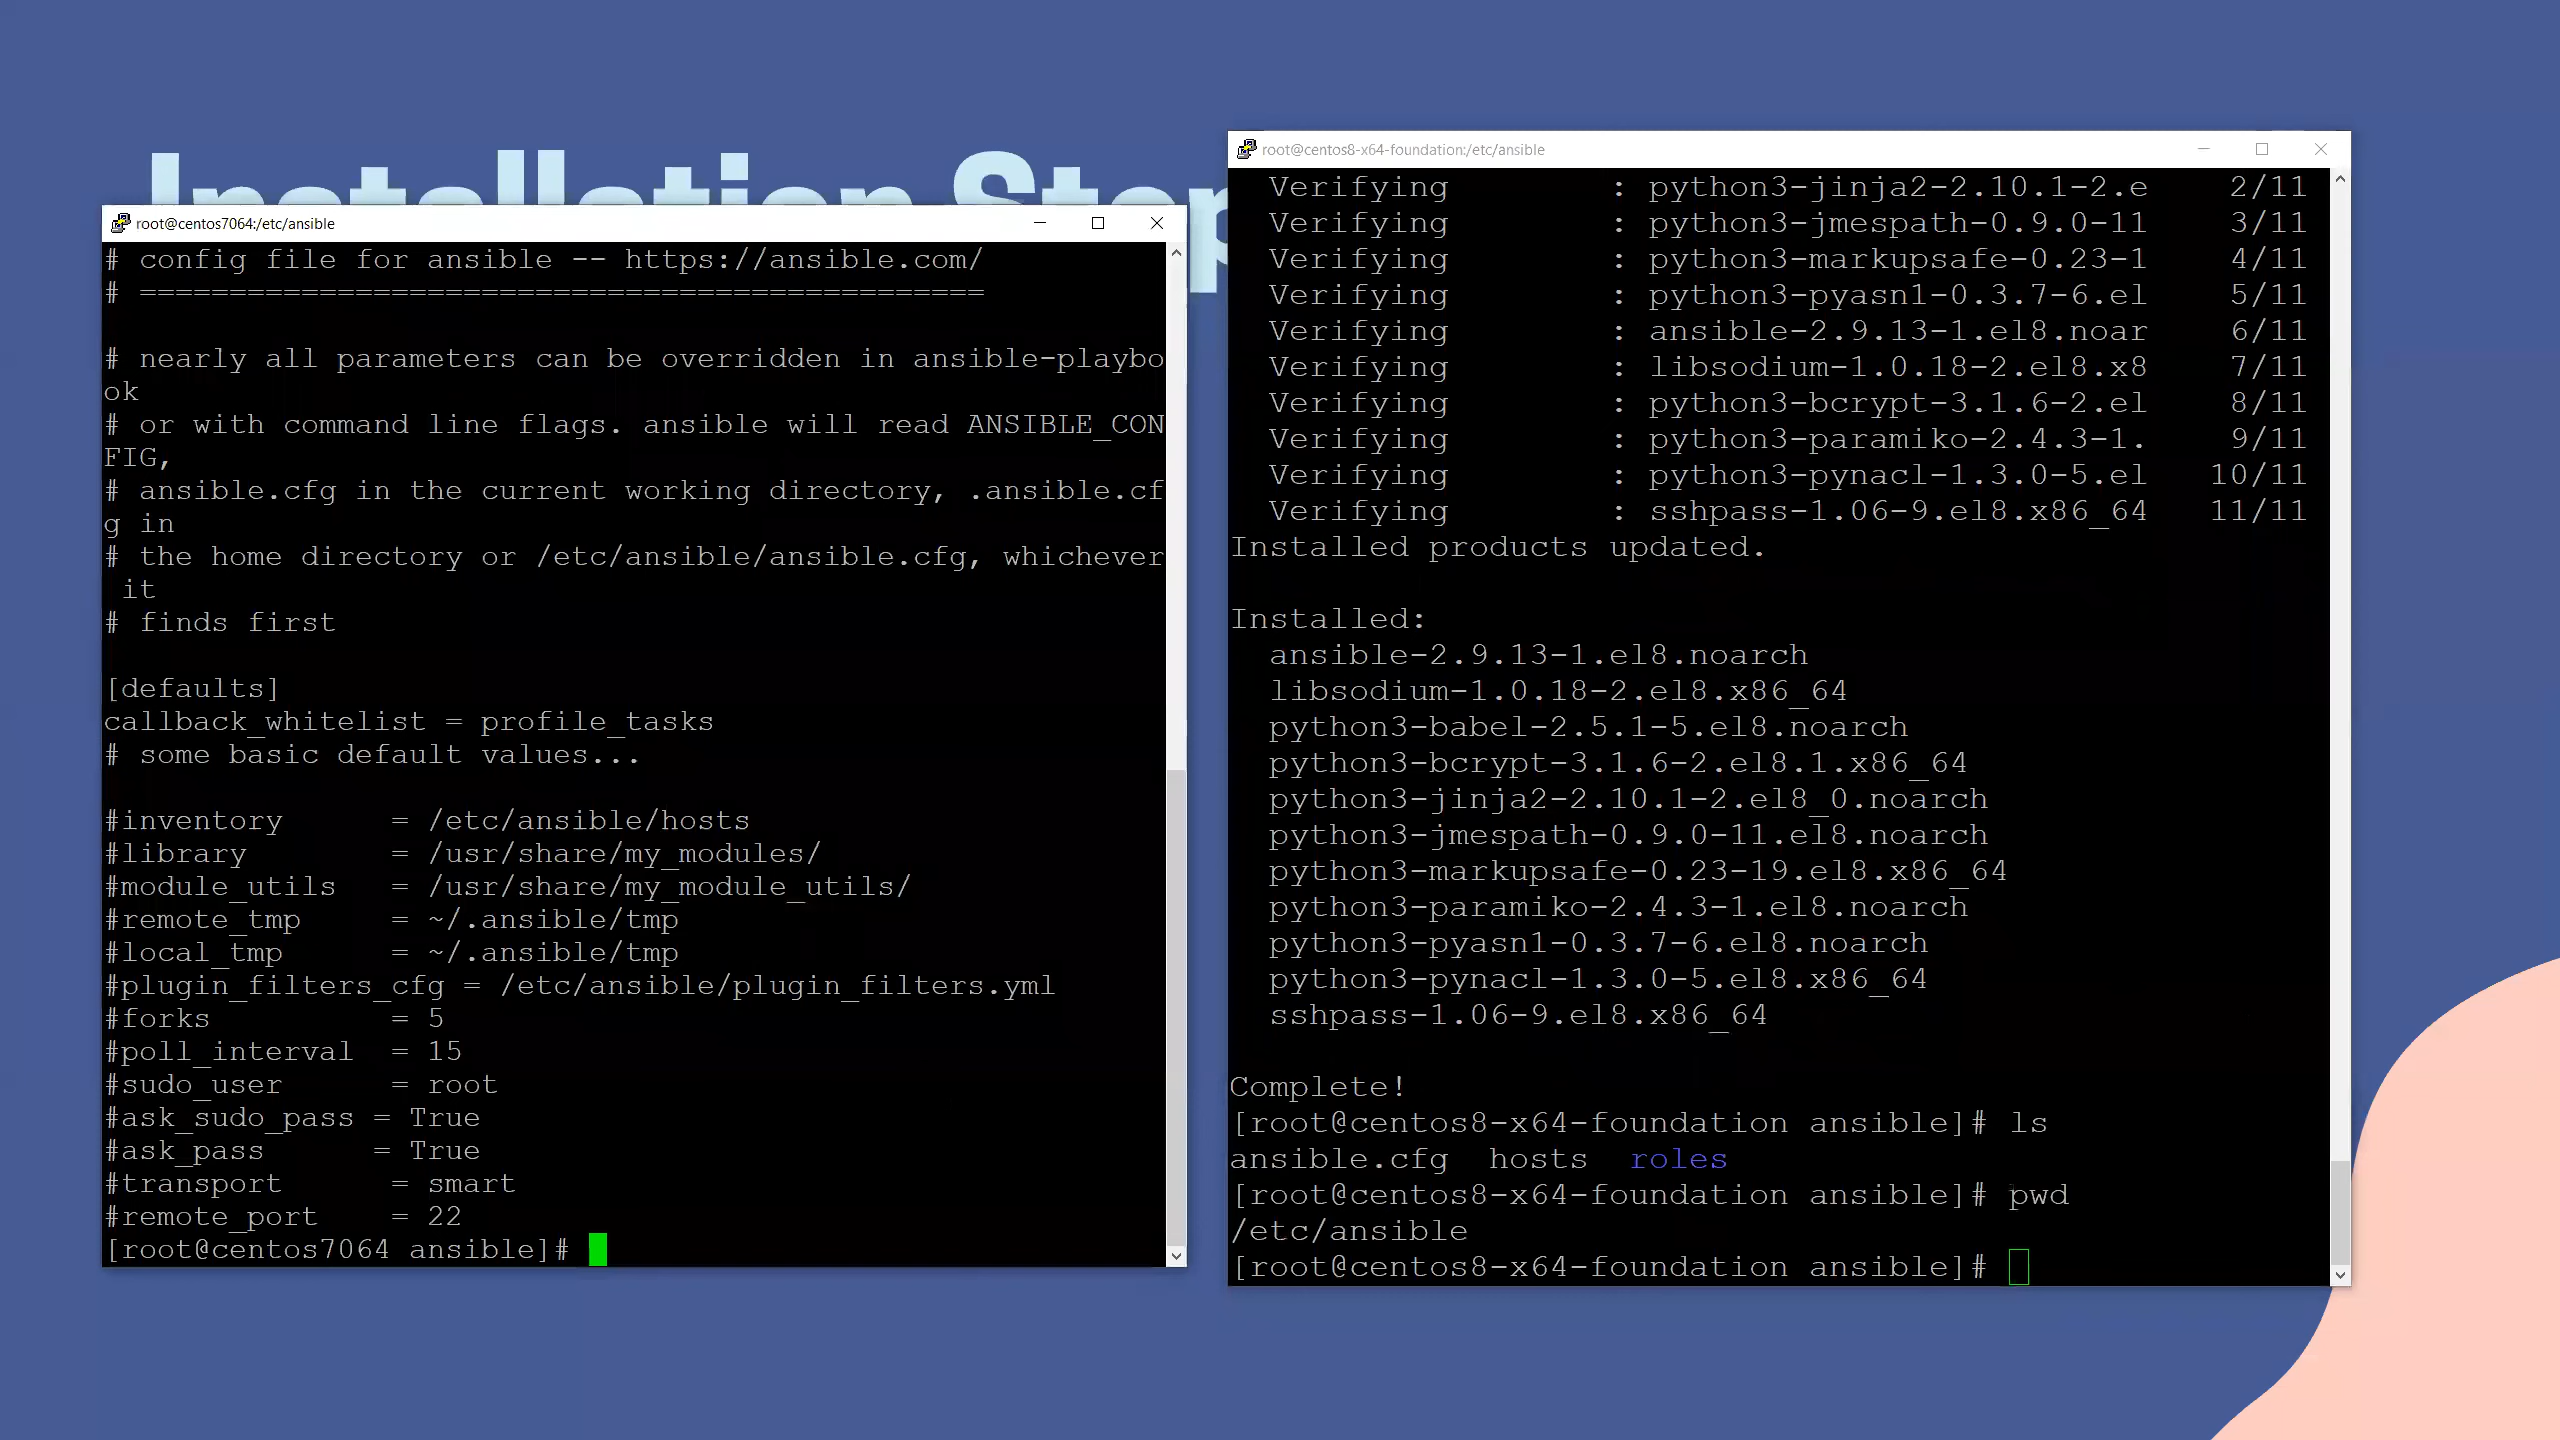 Installation Step
root@centos7064:/etc/ansible
# config file for ansible -- https://ansible.com/
# ===============================================
# nearly all parameters can be overridden in ansible-playbo
ok
# or with command line flags. ansible will read ANSIBLE_CON
FIG,
# ansible.cfg in the current working directory, .ansible.cf
g in
# the home directory or /etc/ansible/ansible.cfg, whichever
 it
# finds first
[defaults]
callback_whitelist = profile_tasks
# some basic default values...
#inventory      = /etc/ansible/hosts
#library        = /usr/share/my_modules/
#module_utils   = /usr/share/my_module_utils/
#remote_tmp     = ~/.ansible/tmp
#local_tmp      = ~/.ansible/tmp
#plugin_filters_cfg = /etc/ansible/plugin_filters.yml
#forks          = 5
#poll_interval  = 15
#sudo_user      = root
#ask_sudo_pass = True
#ask_pass      = True
#transport      = smart
#remote_port    = 22
[root@centos7064 ansible]#
root@centos8-x64-foundation:/etc/ansible
Verifying : python3-jinja2-2.10.1-2.e 2/11
Verifying : python3-jmespath-0.9.0-11 3/11
Verifying : python3-markupsafe-0.23-1 4/11
Verifying : python3-pyasn1-0.3.7-6.el 5/11
Verifying : ansible-2.9.13-1.el8.noar 6/11
Verifying : libsodium-1.0.18-2.el8.x8 7/11
Verifying : python3-bcrypt-3.1.6-2.el 8/11
Verifying : python3-paramiko-2.4.3-1. 9/11
Verifying : python3-pynacl-1.3.0-5.el 10/11
Verifying : sshpass-1.06-9.el8.x86_64 11/11
Installed products updated.
Installed:
ansible-2.9.13-1.el8.noarch
libsodium-1.0.18-2.el8.x86_64
python3-babel-2.5.1-5.el8.noarch
python3-bcrypt-3.1.6-2.el8.1.x86_64
python3-jinja2-2.10.1-2.el8_0.noarch
python3-jmespath-0.9.0-11.el8.noarch
python3-markupsafe-0.23-19.el8.x86_64
python3-paramiko-2.4.3-1.el8.noarch
python3-pyasn1-0.3.7-6.el8.noarch
python3-pynacl-1.3.0-5.el8.x86_64
sshpass-1.06-9.el8.x86_64
Complete!
[root@centos8-x64-foundation ansible]# ls
ansible.cfg  hosts  roles
[root@centos8-x64-foundation ansible]# pwd
/etc/ansible
[root@centos8-x64-foundation ansible]#